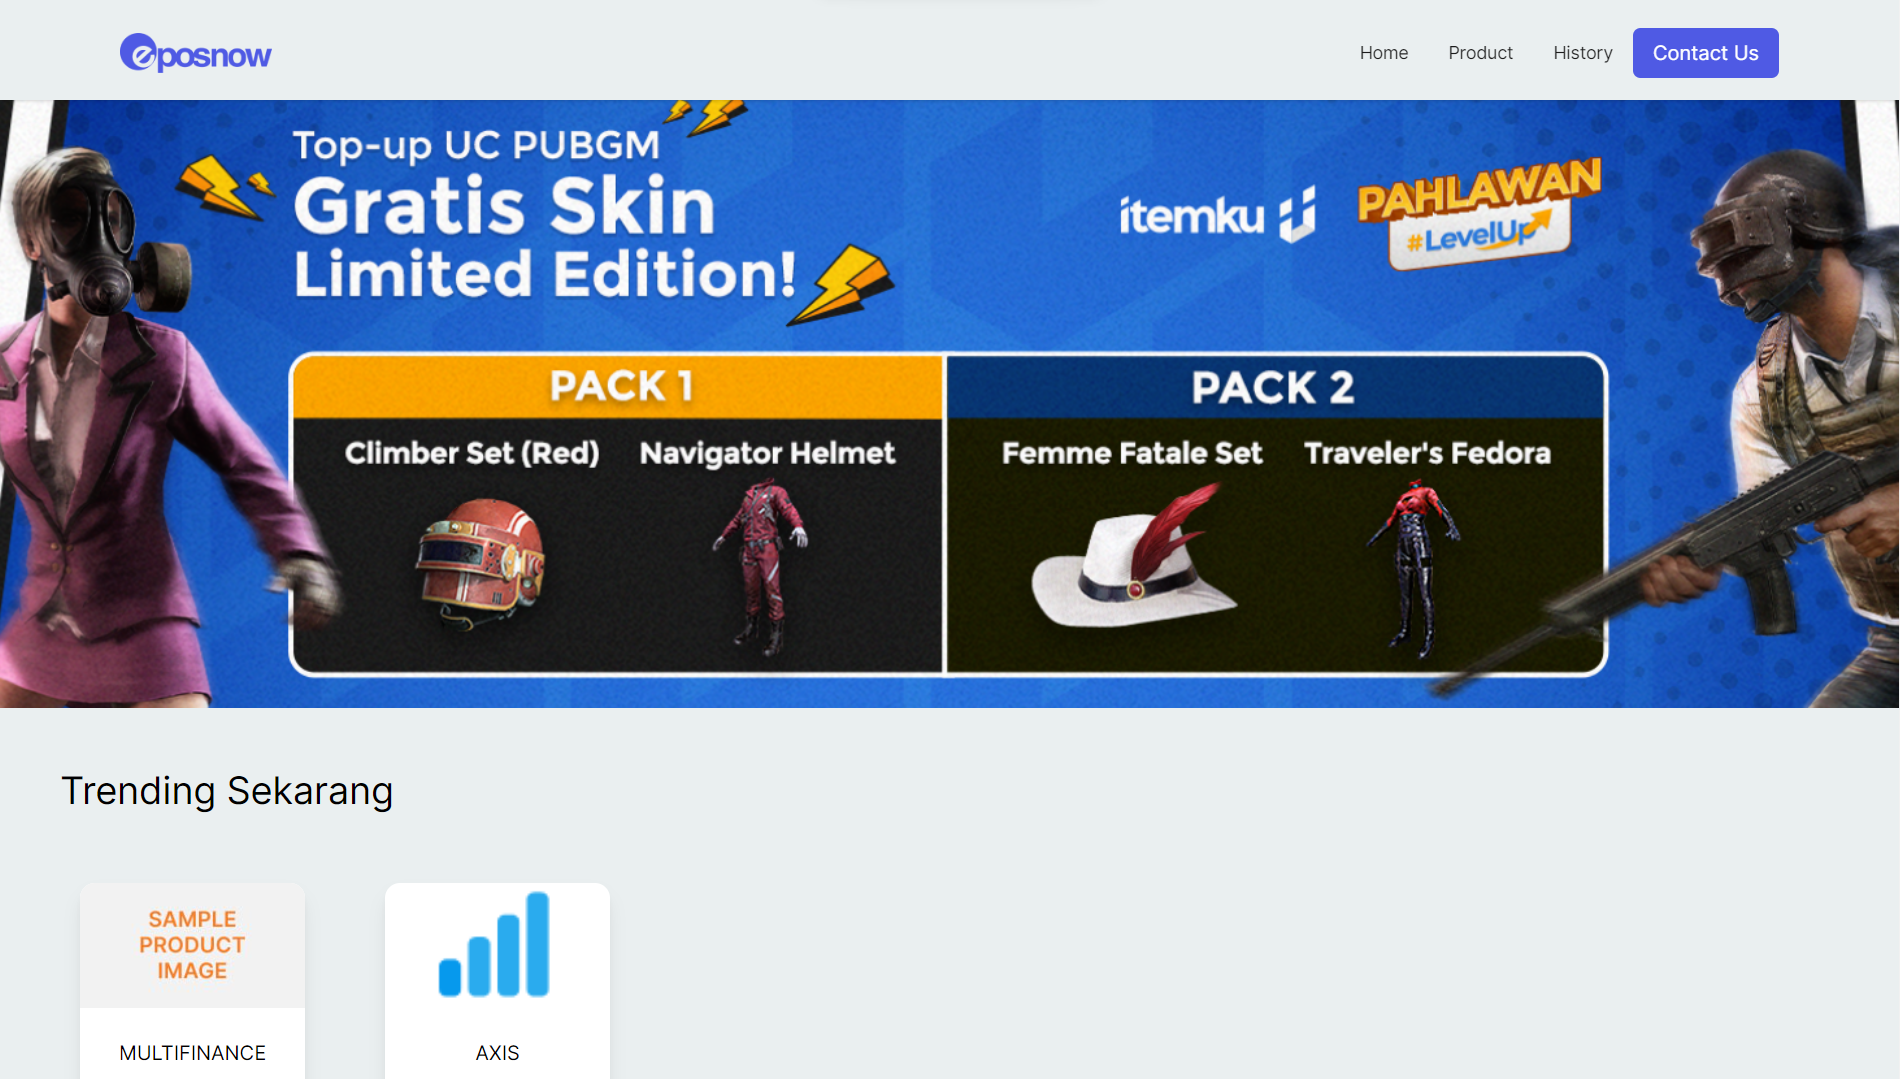 eposnow
Home
Product
History
Contact Us
Top-up UC PUBGM
Gratis Skin
Limited Edition!
itemku
PAHLAWAN
#LevelUp
PACK 1
PACK 2
Climber Set (Red)
Navigator Helmet
Femme Fatale Set
Traveler's Fedora
Trending Sekarang
SAMPLE
PRODUCT
IMAGE
MULTIFINANCE
AXIS